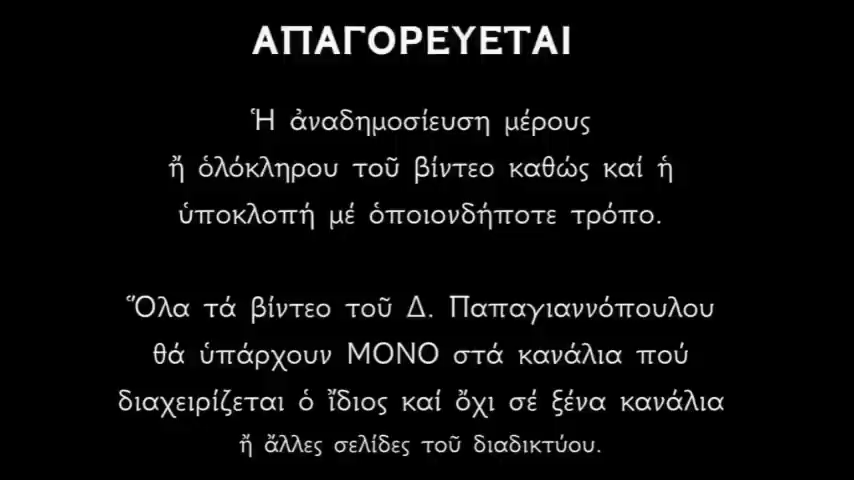 ΑΠΑΓΟΡΕΥΕΤΑΙ
Ἡ ἀναδημοσίευση μέρους
ἤ ὁλόκληρου τοῦ βίντεο καθώς καί ἡ
ὑποκλοπή μέ ὁποιονδήποτε τρόπο.
Ὅλα τά βίντεο τοῦ Δ. Παπαγιαννόπουλου
θά ὑπάρχουν ΜΟΝΟ στά κανάλια πού
διαχειρίζεται ὁ ἴδιος καί ὄχι σέ ξένα κανάλια
ἤ ἄλλες σελίδες τοῦ διαδικτύου.